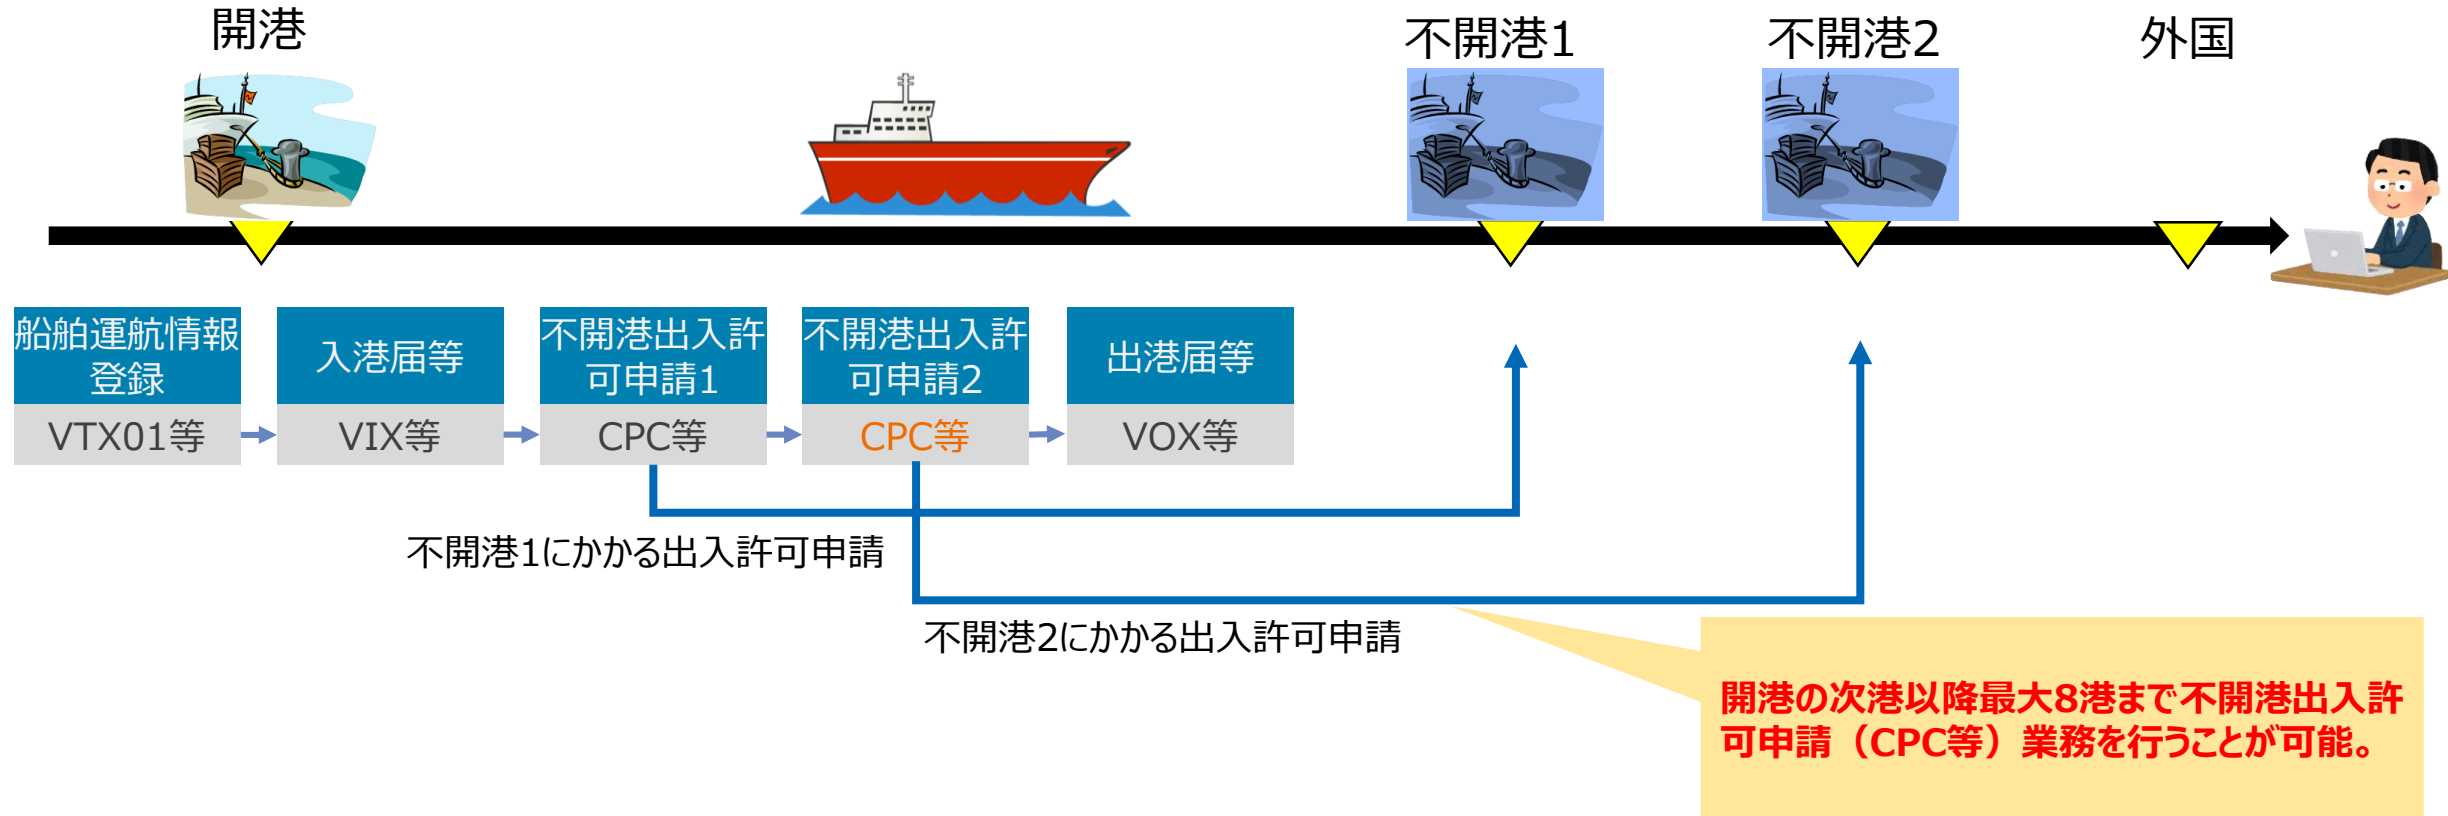 開港
不開港1
不開港2
外国
船舶運航情報
登録
VTX01等
入港届等
VIX等
不開港出入許
可申請1
CPC等
不開港出入許
可申請2
CPC等
出港届等
VOX等
不開港1にかかる出入許可申請
不開港2にかかる出入許可申請
開港の次港以降最大8港まで不開港出入許
可申請（CPC等）業務を行うことが可能。